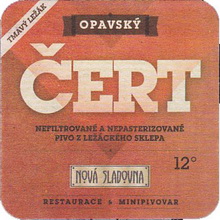 TMAVÝ LEŽÁK
OPAVSKÝ
ČERT
NEFILTROVANÉ A NEPASTERIZOVANÉ
PIVO Z LEŽÁCKÉHO SKLEPA
12°
NOVÁ SLADOVNA
RESTAURACE & MINIPIVOVAR